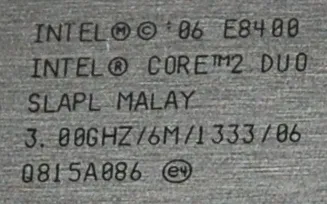 INTEL Ⓜ © '06 E8400
INTEL® CORE™2 DUO
SLAPL MALAY
3.00GHZ/6M/1333/06
Q815A086 e4